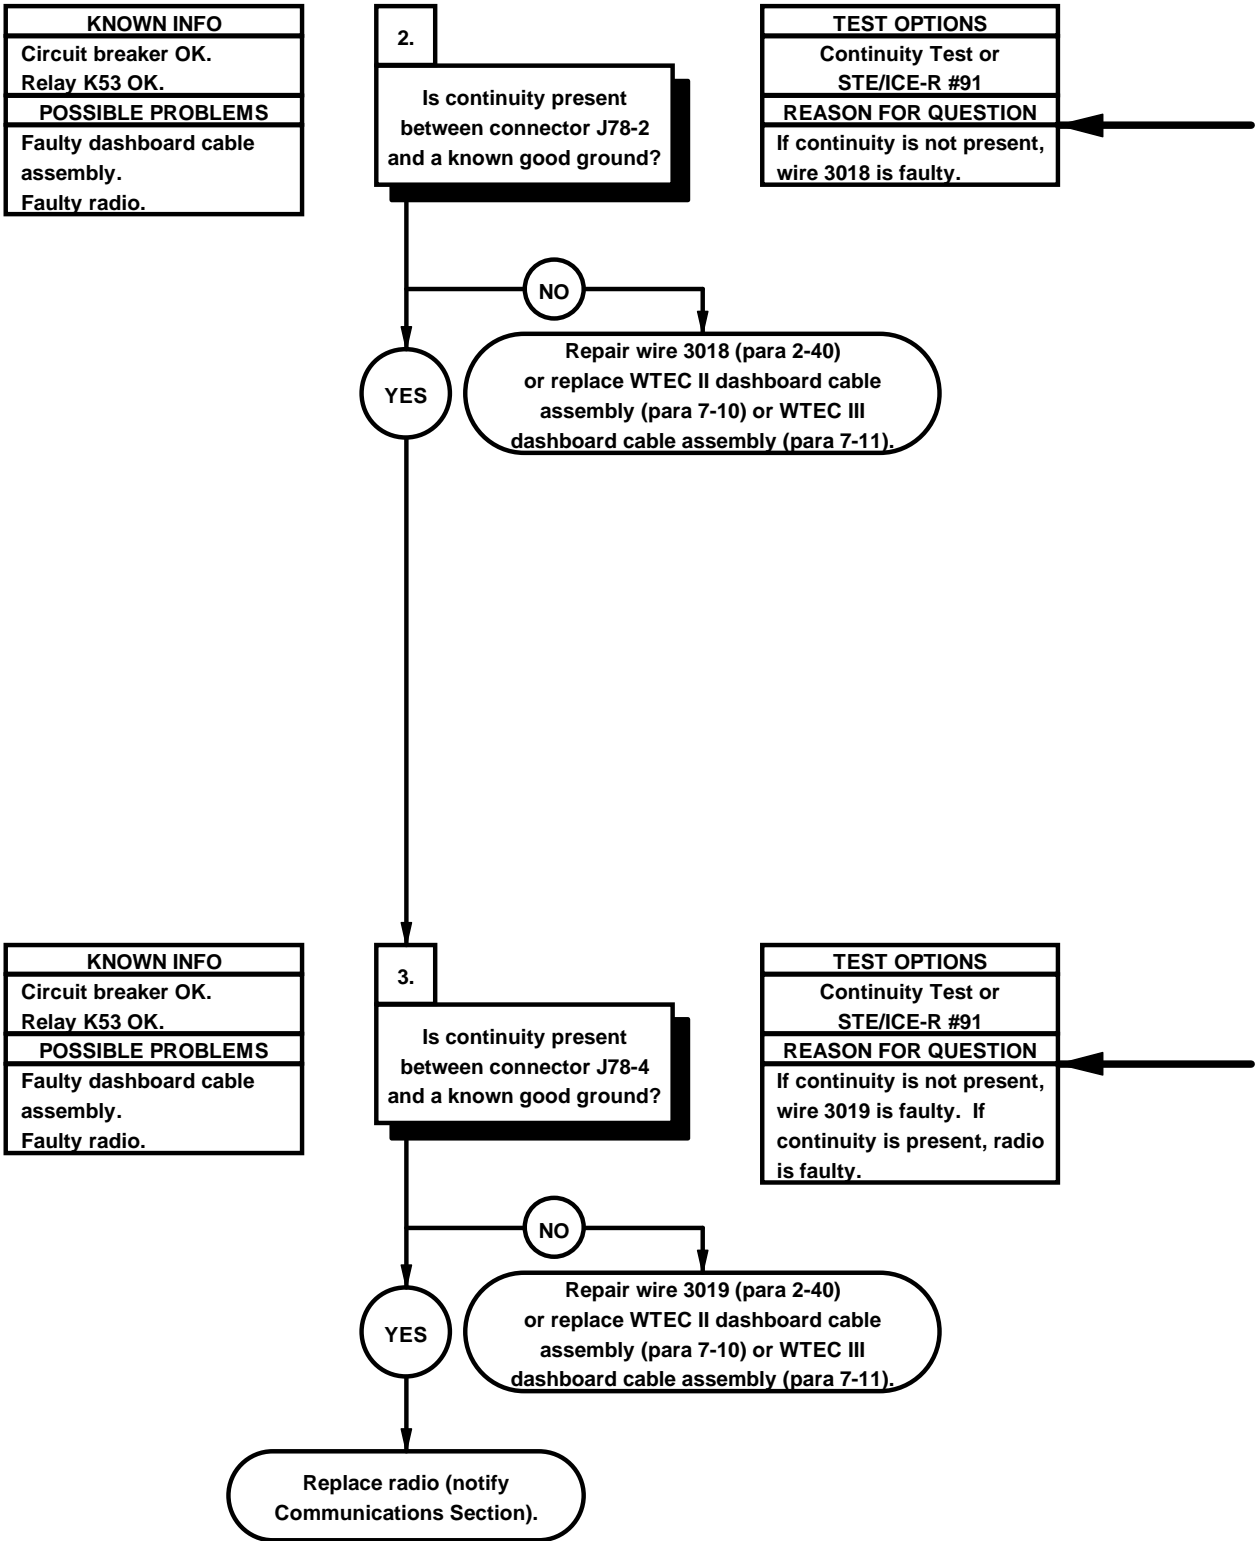 KNOWN INFO
Circuit breaker OK.
Relay K53 OK.
POSSIBLE PROBLEMS
Faulty dashboard cable
assembly.
Faulty radio.
2.
Is continuity present
between connector J78-2
and a known good ground?
TEST OPTIONS
Continuity Test or
STE/ICE-R #91
REASON FOR QUESTION
If continuity is not present,
wire 3018 is faulty.
NO
YES
Repair wire 3018 (para 2-40)
or replace WTEC II dashboard cable
assembly (para 7-10) or WTEC III
dashboard cable assembly (para 7-11).
KNOWN INFO
Circuit breaker OK.
Relay K53 OK.
POSSIBLE PROBLEMS
Faulty dashboard cable
assembly.
Faulty radio.
3.
Is continuity present
between connector J78-4
and a known good ground?
TEST OPTIONS
Continuity Test or
STE/ICE-R #91
REASON FOR QUESTION
If continuity is not present,
wire 3019 is faulty.  If
continuity is present, radio
is faulty.
NO
YES
Repair wire 3019 (para 2-40)
or replace WTEC II dashboard cable
assembly (para 7-10) or WTEC III
dashboard cable assembly (para 7-11).
Replace radio (notify
Communications Section).